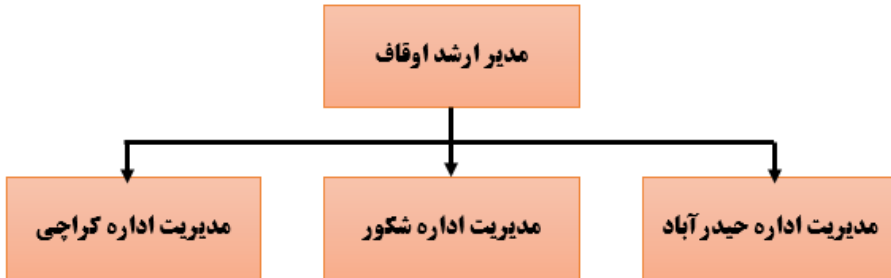 مدیر ارشد اوقاف
مدیریت اداره حیدرآباد
مدیریت اداره شکور
مدیریت اداره کراچی